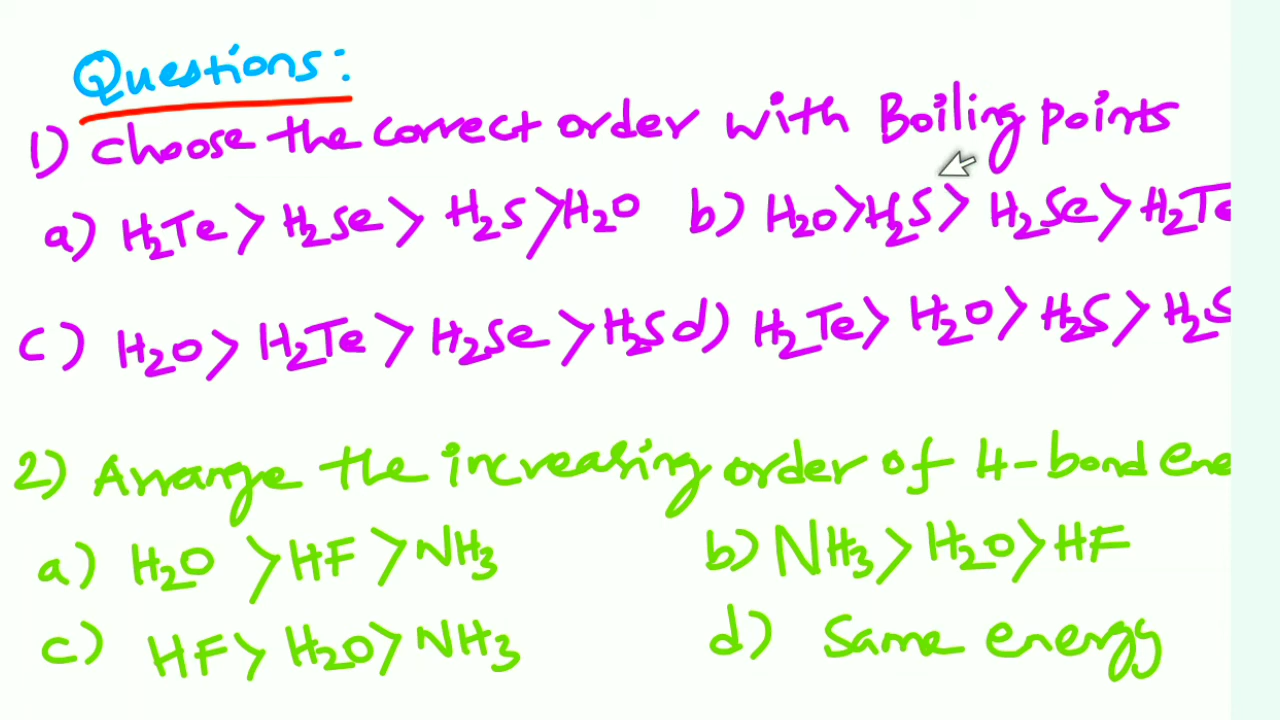 Questions:
1) Choose the correct order with Boiling points
a) H₂Te > H₂Se > H₂S > H₂O b) H₂O > H₂S > H₂Se > H₂Te
c) H₂O > H₂Te > H₂Se > H₂S d) H₂Te > H₂O > H₂S > H₂S
2) Arrange the increasing order of H-bond ene
a) H₂O > HF > NH₃ b) NH₃ > H₂O > HF
c) HF > H₂O > NH₃ d) Same energy